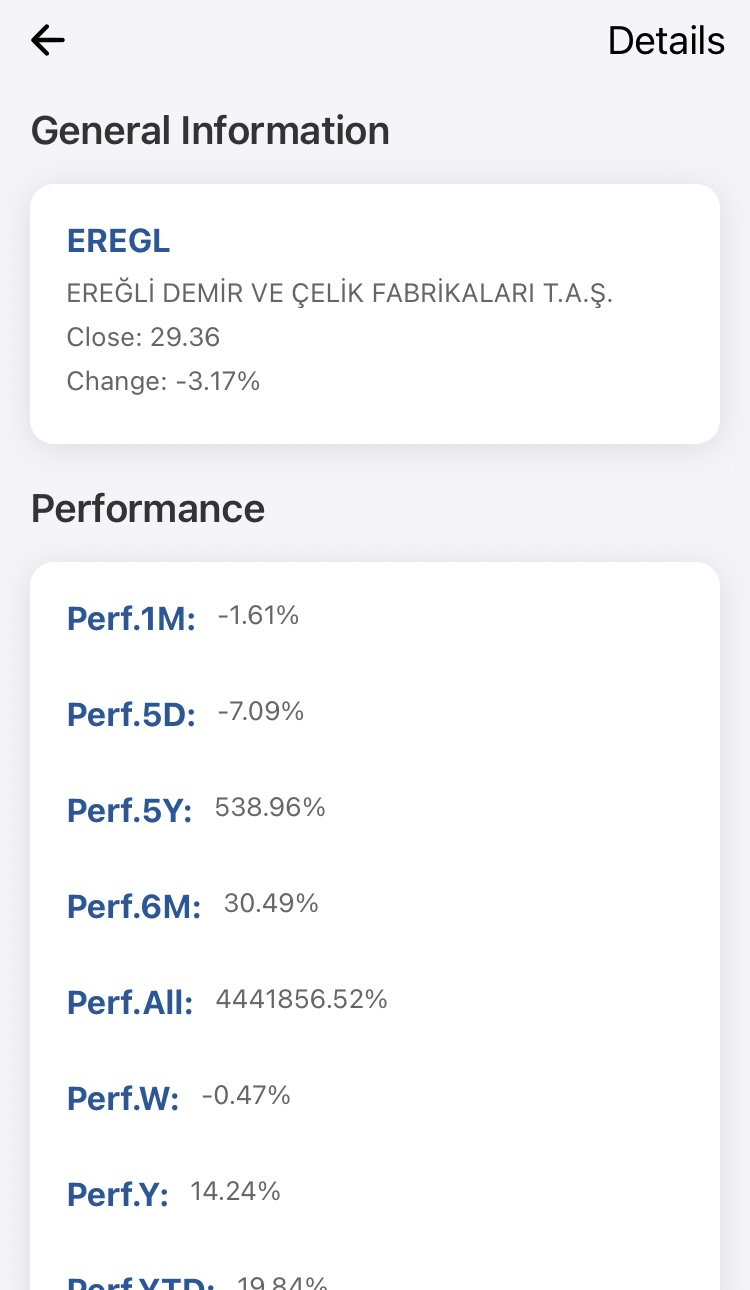 Details
General Information
EREGL
EREĞLİ DEMİR VE ÇELİK FABRİKALARI T.A.Ş.
Close: 29.36
Change: -3.17%
Performance
Perf.1M: -1.61%
Perf.5D: -7.09%
Perf.5Y: 538.96%
Perf.6M: 30.49%
Perf.All: 4441856.52%
Perf.W: -0.47%
Perf.Y: 14.24%
Perf.YTD: 19.84%